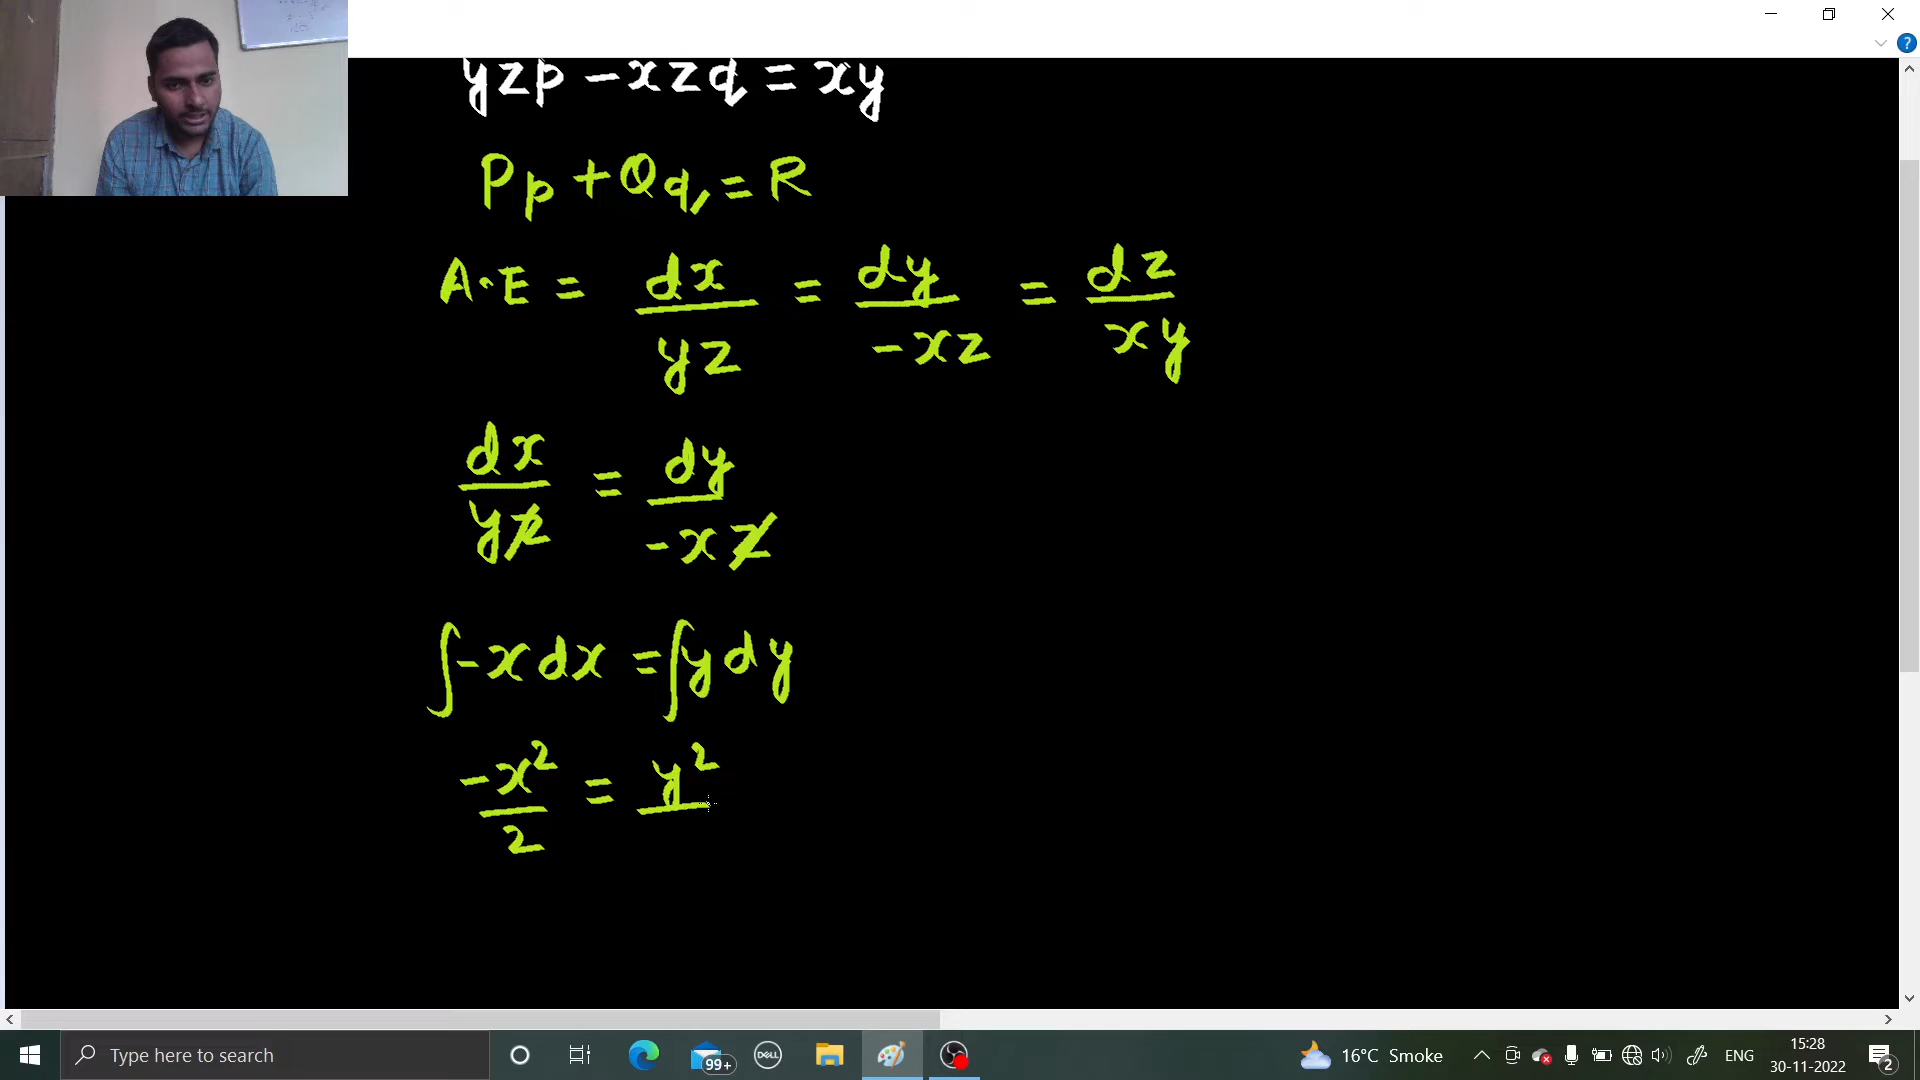 yzp - xzq = xy
Pp + Qq = R
A.E = dx/yz = dy/-xz = dz/xy
dx/yz = dy/-xz
∫-x dx = ∫y dy
-x²/2 = y²
Type here to search
DELL
99+
16°C Smoke
ENG
15:28
30-11-2022
2